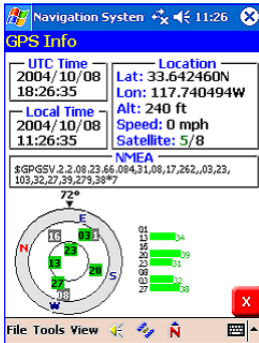 Navigation System 11:26
GPS Info
UTC Time
2004/10/08
18:26:35
Local Time
2004/10/08
11:26:35
Location
Lat: 33.642460N
Lon: 117.740494W
Alt: 240 ft
Speed: 0 mph
Satellite: 5/8
NMEA
$GPGSV,2,2,08,23,66,084,31,08,17,262,,03,23,
103,32,27,39,279,38*7
72°
E
16
03
23
N
13
20
S
27
08
W
01
13 34
16
20 39
23 31
08
03 32
27 38
X
File Tools View